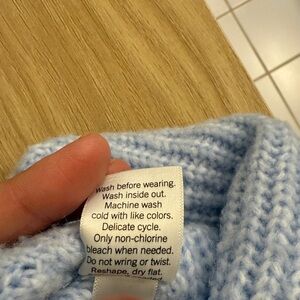 Wash before wearing.
Wash inside out.
Machine wash
cold with like colors.
Delicate cycle.
Only non-chlorine
bleach when needed.
Do not wring or twist.
Reshape, dry flat.